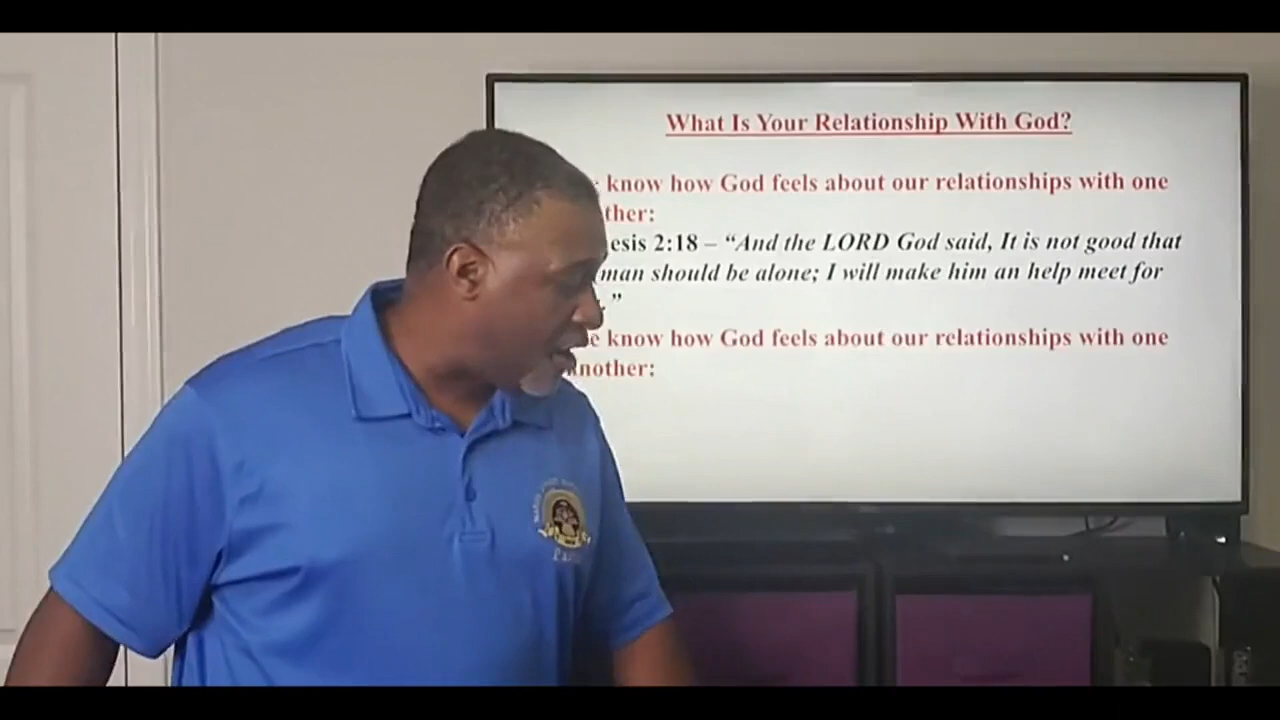 What Is Your Relationship With God?
know how God feels about our relationships with one
ther:
esis 2:18 – “And the LORD God said, It is not good that
man should be alone; I will make him an help meet for
.”
e know how God feels about our relationships with one
nother: